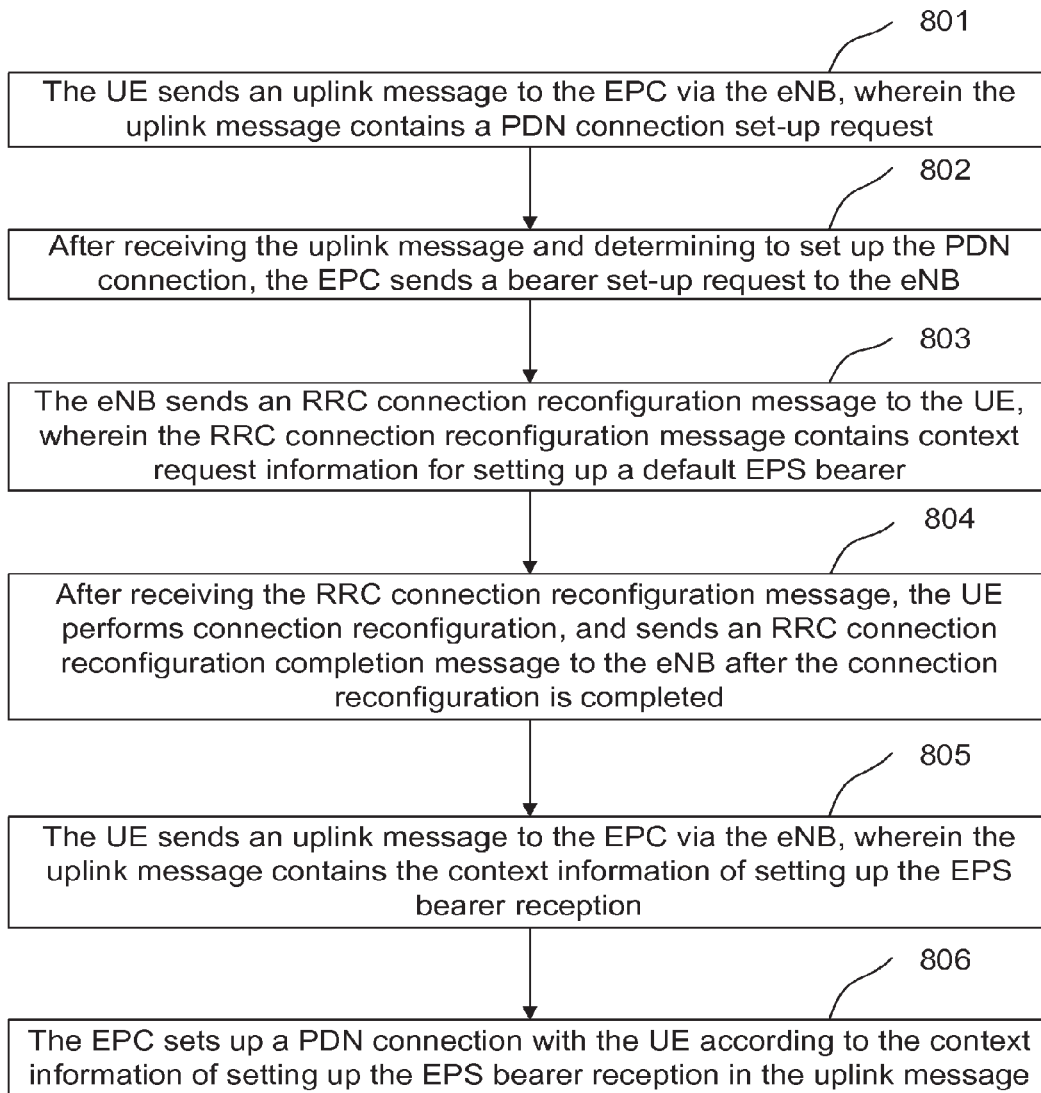 801
The UE sends an uplink message to the EPC via the eNB, wherein the
uplink message contains a PDN connection set-up request
802
After receiving the uplink message and determining to set up the PDN
connection, the EPC sends a bearer set-up request to the eNB
803
The eNB sends an RRC connection reconfiguration message to the UE,
wherein the RRC connection reconfiguration message contains context
request information for setting up a default EPS bearer
804
After receiving the RRC connection reconfiguration message, the UE
performs connection reconfiguration, and sends an RRC connection
reconfiguration completion message to the eNB after the connection
reconfiguration is completed
805
The UE sends an uplink message to the EPC via the eNB, wherein the
uplink message contains the context information of setting up the EPS
bearer reception
806
The EPC sets up a PDN connection with the UE according to the context
information of setting up the EPS bearer reception in the uplink message